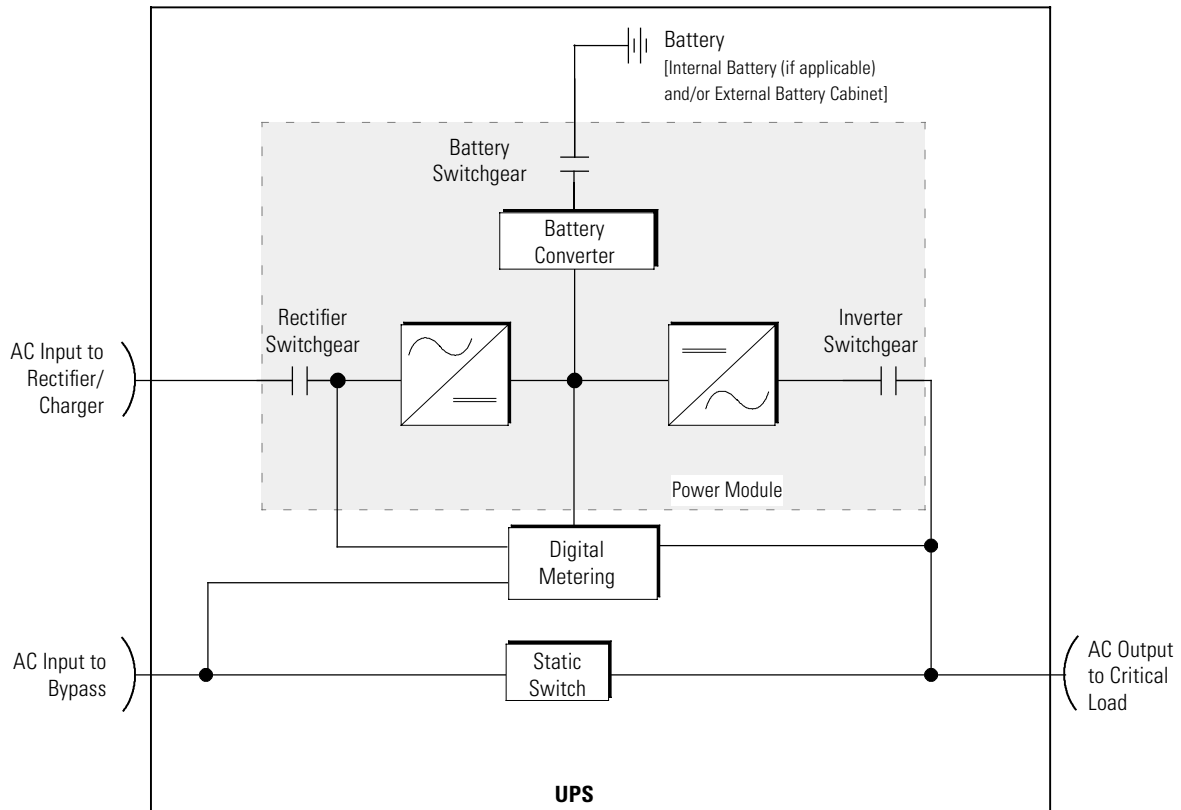 Battery
[Internal Battery (if applicable)
and/or External Battery Cabinet]
Battery
Switchgear
Battery
Converter
Rectifier
Switchgear
Inverter
Switchgear
AC Input to
Rectifier/
Charger
Power Module
Digital
Metering
AC Input to
Bypass
Static
Switch
AC Output
to Critical
Load
UPS